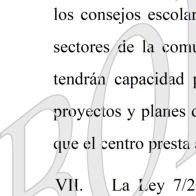 los consejos escolar
sectores de la comu
tendrán capacidad p
proyectos y planes d
que el centro presta a
VII. La Ley 7/2